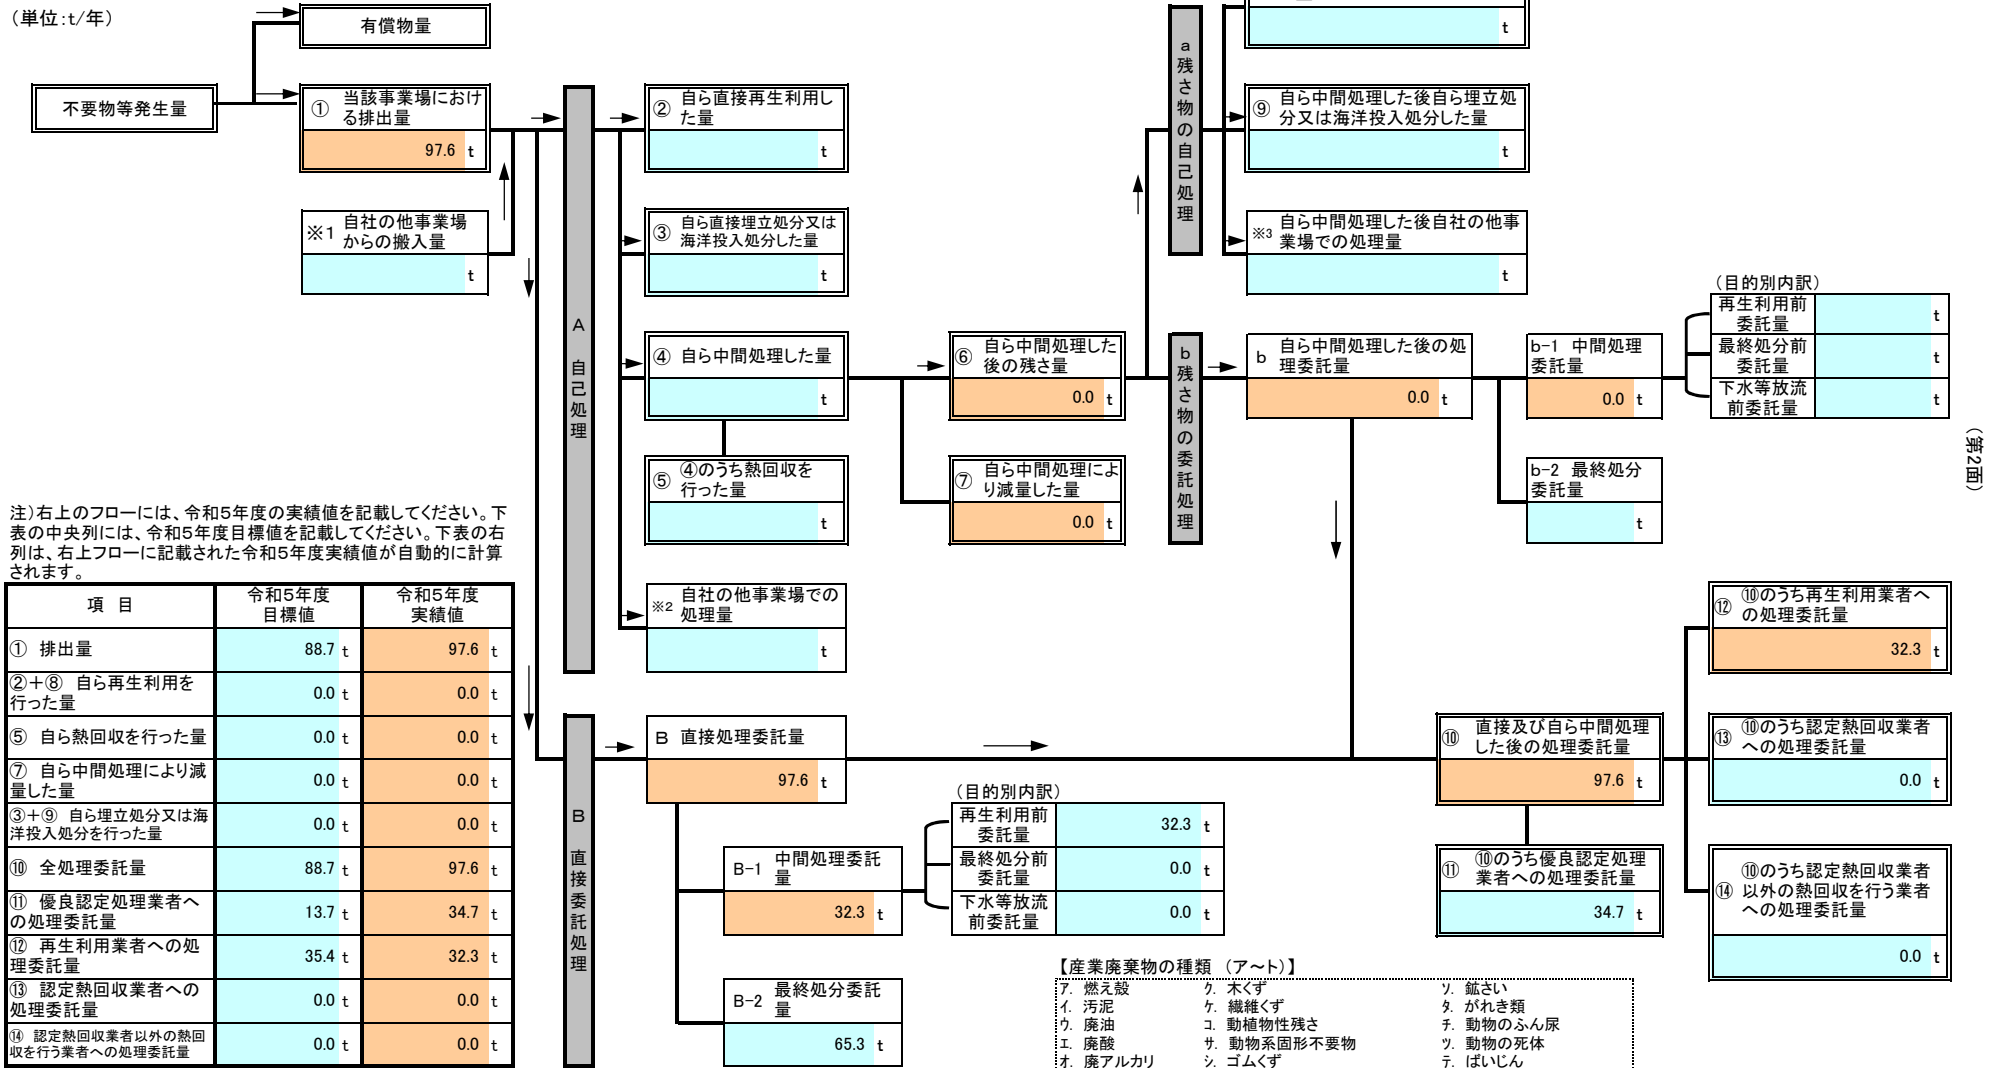 (単位:t/年)
有償物量
不要物等発生量
① 当該事業場におけ
る排出量
97.6 t
※1 自社の他事業場
からの搬入量
t
A 自己処理
② 自ら直接再生利用し
た量
t
③ 自ら直接埋立処分又は
海洋投入処分した量
t
④ 自ら中間処理した量
t
⑤ ④のうち熱回収を
行った量
t
※2 自社の他事業場での
処理量
t
⑥ 自ら中間処理した
後の残さ量
0.0 t
⑦ 自ら中間処理によ
り減量した量
0.0 t
a 残さ物の自己処理
t
⑨ 自ら中間処理した後自ら埋立処
分又は海洋投入処分した量
t
※3 自ら中間処理した後自社の他事
業場での処理量
t
b 残さ物の委託処理
b 自ら中間処理した後の処
理委託量
0.0 t
b-1 中間処理
委託量
0.0 t
(目的別内訳)
再生利用前
委託量
t
最終処分前
委託量
t
下水等放流
前委託量
t
b-2 最終処分
委託量
t
(第2面)
注)右上のフローには、令和5年度の実績値を記載してください。下
表の中央列には、令和5年度目標値を記載してください。下表の右
列は、右上フローに記載された令和5年度実績値が自動的に計算
されます。
項 目 令和5年度 目標値 令和5年度 実績値
① 排出量 88.7 t 97.6 t
②+⑧ 自ら再生利用を
行った量 0.0 t 0.0 t
⑤ 自ら熱回収を行った量 0.0 t 0.0 t
⑦ 自ら中間処理により減
量した量 0.0 t 0.0 t
③+⑨ 自ら埋立処分又は海
洋投入処分を行った量 0.0 t 0.0 t
⑩ 全処理委託量 88.7 t 97.6 t
⑪ 優良認定処理業者へ
の処理委託量 13.7 t 34.7 t
⑫ 再生利用業者への処
理委託量 35.4 t 32.3 t
⑬ 認定熱回収業者への
処理委託量 0.0 t 0.0 t
⑭ 認定熱回収業者以外の熱回
収を行う業者への処理委託量 0.0 t 0.0 t
B 直接委託処理
B 直接処理委託量
97.6 t
B-1 中間処理委託
量
32.3 t
(目的別内訳)
再生利用前
委託量
32.3 t
最終処分前
委託量
0.0 t
下水等放流
前委託量
0.0 t
B-2 最終処分委託
量
65.3 t
⑩ 直接及び自ら中間処理
した後の処理委託量
97.6 t
⑪ ⑩のうち優良認定処理
業者への処理委託量
34.7 t
⑫ ⑩のうち再生利用業者へ
の処理委託量
32.3 t
⑬ ⑩のうち認定熱回収業者
への処理委託量
0.0 t
⑭ ⑩のうち認定熱回収業者
以外の熱回収を行う業者
への処理委託量
0.0 t
【産業廃棄物の種類 (ア~ト)】
ア. 燃え殻 ク. 木くず ソ. 鉱さい
イ. 汚泥 ケ. 繊維くず タ. がれき類
ウ. 廃油 コ. 動植物性残さ チ. 動物のふん尿
エ. 廃酸 サ. 動物系固形不要物 ツ. 動物の死体
オ. 廃アルカリ シ. ゴムくず テ. ばいじん